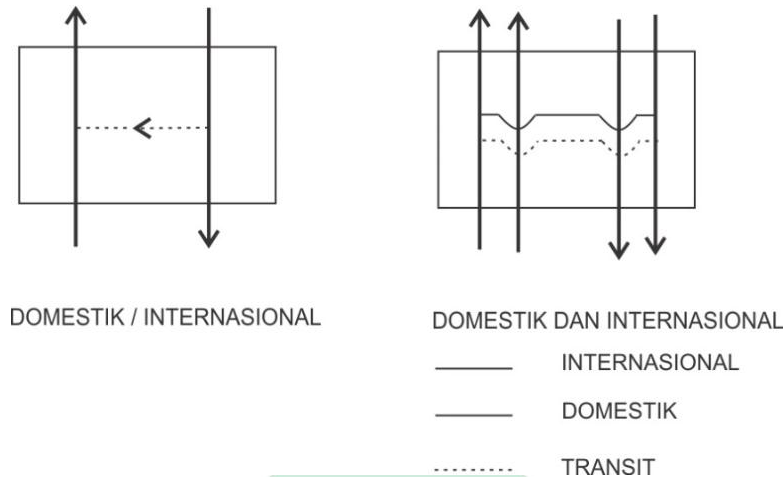 DOMESTIK / INTERNASIONAL
DOMESTIK DAN INTERNASIONAL
INTERNASIONAL
DOMESTIK
TRANSIT